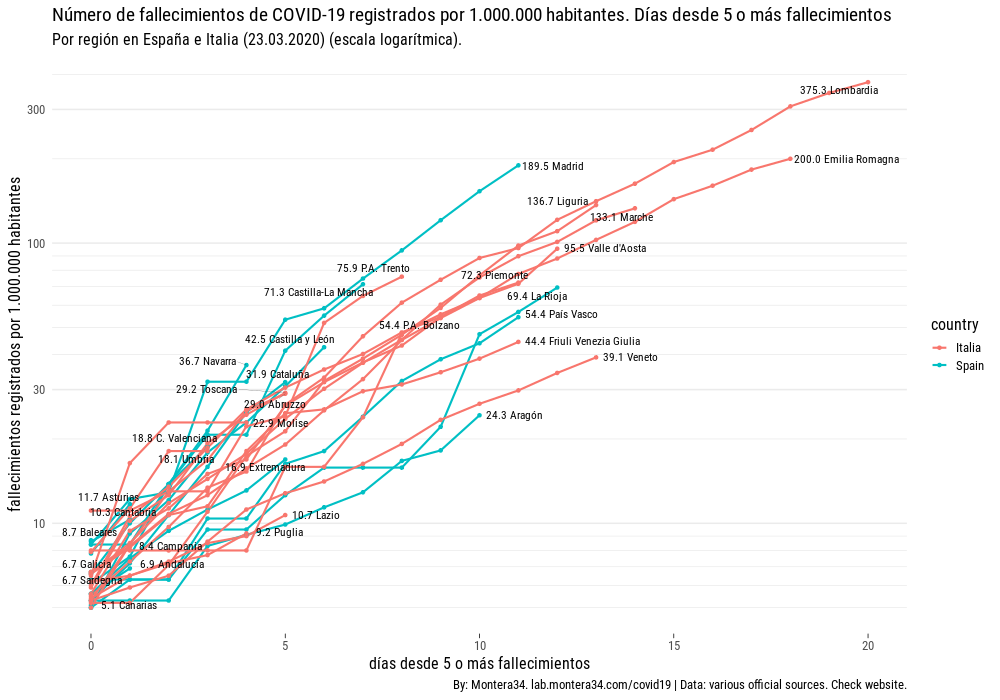 Número de fallecimientos de COVID-19 registrados por 1.000.000 habitantes. Días desde 5 o más fallecimientos
Por región en España e Italia (23.03.2020) (escala logarítmica).
fallecimientos registrados por 1.000.000 habitantes
300
100
30
10
375.3 Lombardia
200.0 Emilia Romagna
189.5 Madrid
136.7 Liguria
133.1 Marche
95.5 Valle d'Aosta
75.9 P.A. Trento
72.3 Piemonte
71.3 Castilla-La Mancha
69.4 La Rioja
54.4 País Vasco
54.4 P.A. Bolzano
44.4 Friuli Venezia Giulia
42.5 Castilla y León
39.1 Veneto
36.7 Navarra
31.9 Cataluña
29.2 Toscana
29.0 Abruzzo
24.3 Aragón
22.9 Molise
18.8 C. Valenciana
18.1 Umbria
16.9 Extremadura
11.7 Asturias
10.3 Cantabria
10.7 Lazio
9.2 Puglia
8.7 Baleares
8.4 Campania
6.9 Andalucía
6.7 Galicia
6.7 Sardegna
5.1 Canarias
country
Italia
Spain
0
5
10
15
20
días desde 5 o más fallecimientos
By: Montera34. lab.montera34.com/covid19 | Data: various official sources. Check website.